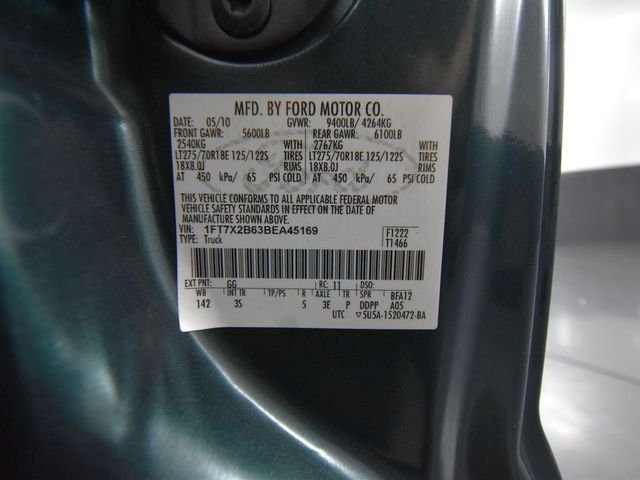 MFD. BY FORD MOTOR CO.
DATE: 05/10 GVWR: 9400LB/ 4264KG
FRONT GAWR: 5600LB REAR GAWR: 6100LB
2540KG WITH 2767KG WITH
LT275/70R18E 125/122S TIRES LT275/70R18E 125/122S TIRES
18X8.0J RIMS 18X8.0J RIMS
AT 450 kPa/ 65 PSI COLD AT 450 kPa/ 65 PSI COLD
THIS VEHICLE CONFORMS TO ALL APPLICABLE FEDERAL MOTOR
VEHICLE SAFETY STANDARDS IN EFFECT ON THE DATE OF
MANUFACTURE SHOWN ABOVE.
VIN: 1FT7X2B63BEA45169 F1222
TYPE: Truck T1466
EXT PNT: GG RC: 11 DSO:
WB INT TR TP/PS R AXLE TR SPR BFA12
142 3S 5 3E P DDPP A05
UTC ▽5U5A-1520472-BA